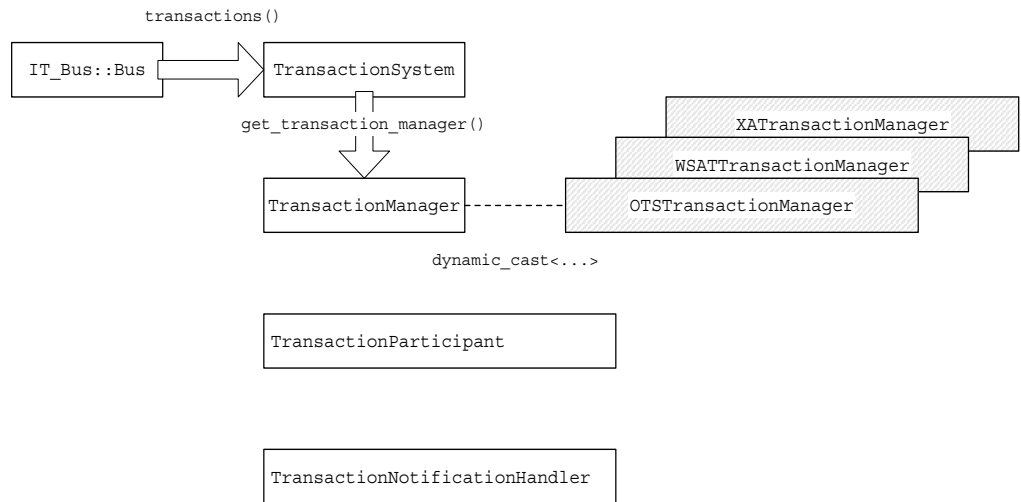 transactions()
IT_Bus::Bus
TransactionSystem
get_transaction_manager()
XATransactionManager
WSATTransactionManager
TransactionManager
OTSTransactionManager
dynamic_cast<...>
TransactionParticipant
TransactionNotificationHandler